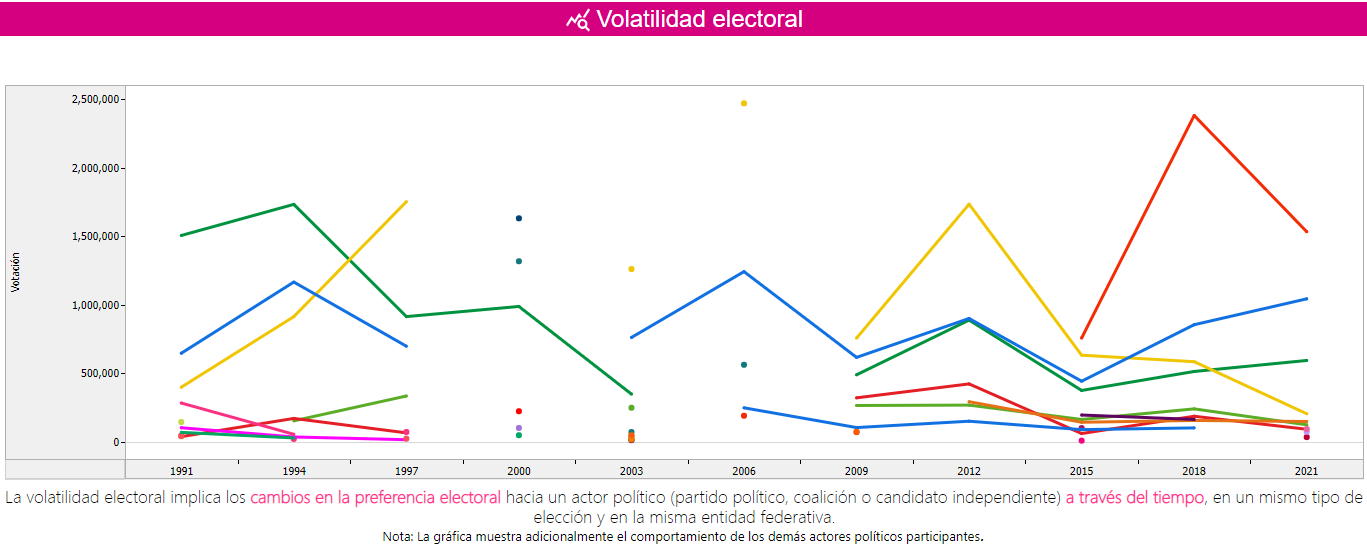 Volatilidad electoral
2,500,000
2,000,000
1,500,000
1,000,000
500,000
0
Votación
1991 1994 1997 2000 2003 2006 2009 2012 2015 2018 2021
La volatilidad electoral implica los cambios en la preferencia electoral hacia un actor político (partido político, coalición o candidato independiente) a través del tiempo, en un mismo tipo de
elección y en la misma entidad federativa.
Nota: La gráfica muestra adicionalmente el comportamiento de los demás actores políticos participantes.